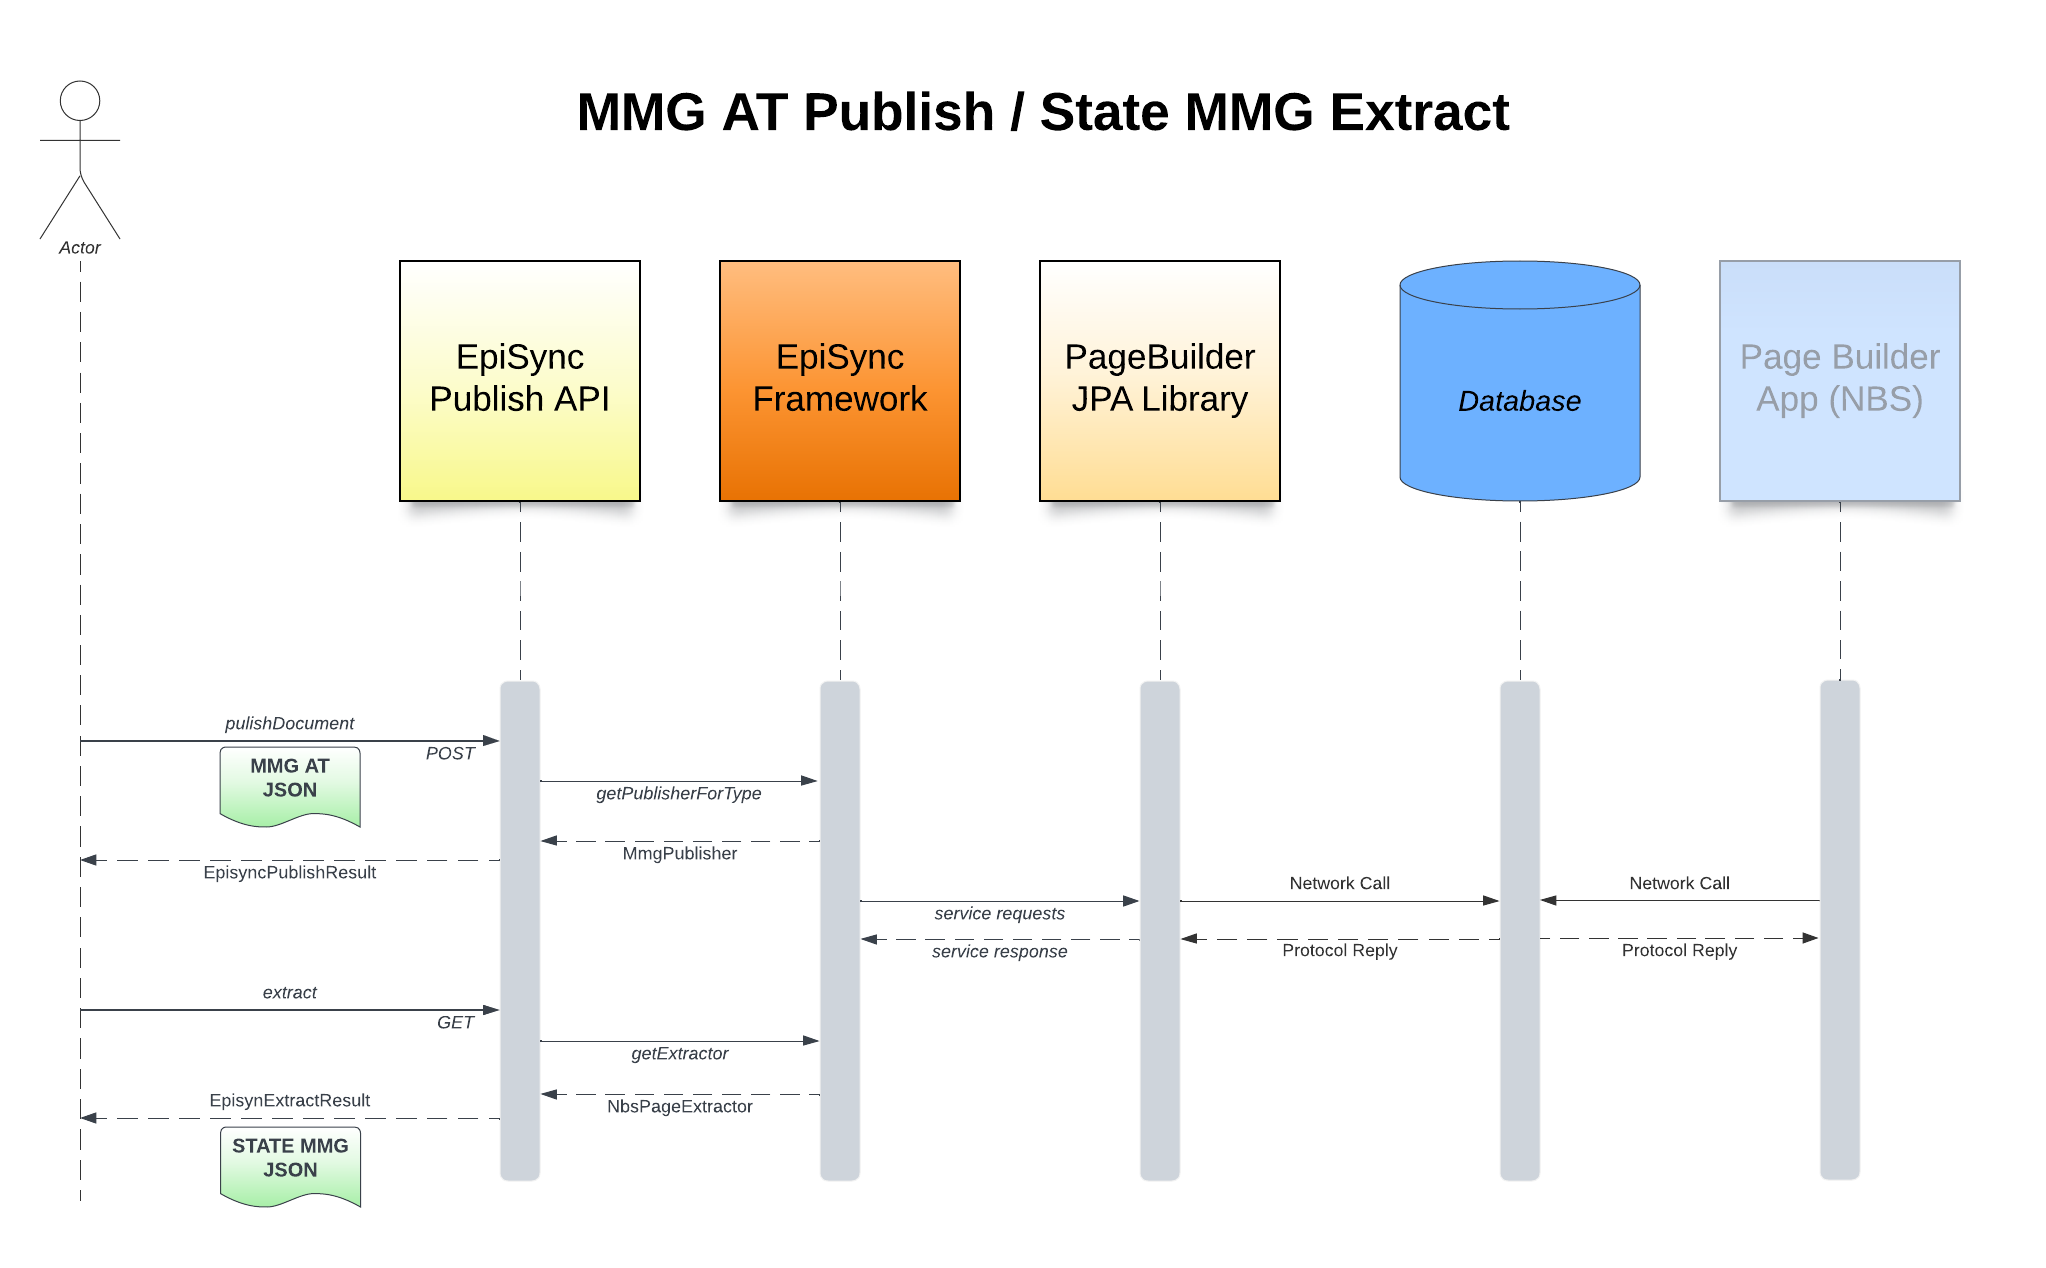 MMG AT Publish / State MMG Extract
Actor
EpiSync
Publish API
EpiSync
Framework
PageBuilder
JPA Library
Database
Page Builder
App (NBS)
pulishDocument
POST
MMG AT
JSON
getPublisherForType
MmgPublisher
EpisyncPublishResult
service requests
Network Call
Network Call
service response
Protocol Reply
Protocol Reply
extract
GET
getExtractor
NbsPageExtractor
EpisynExtractResult
STATE MMG
JSON